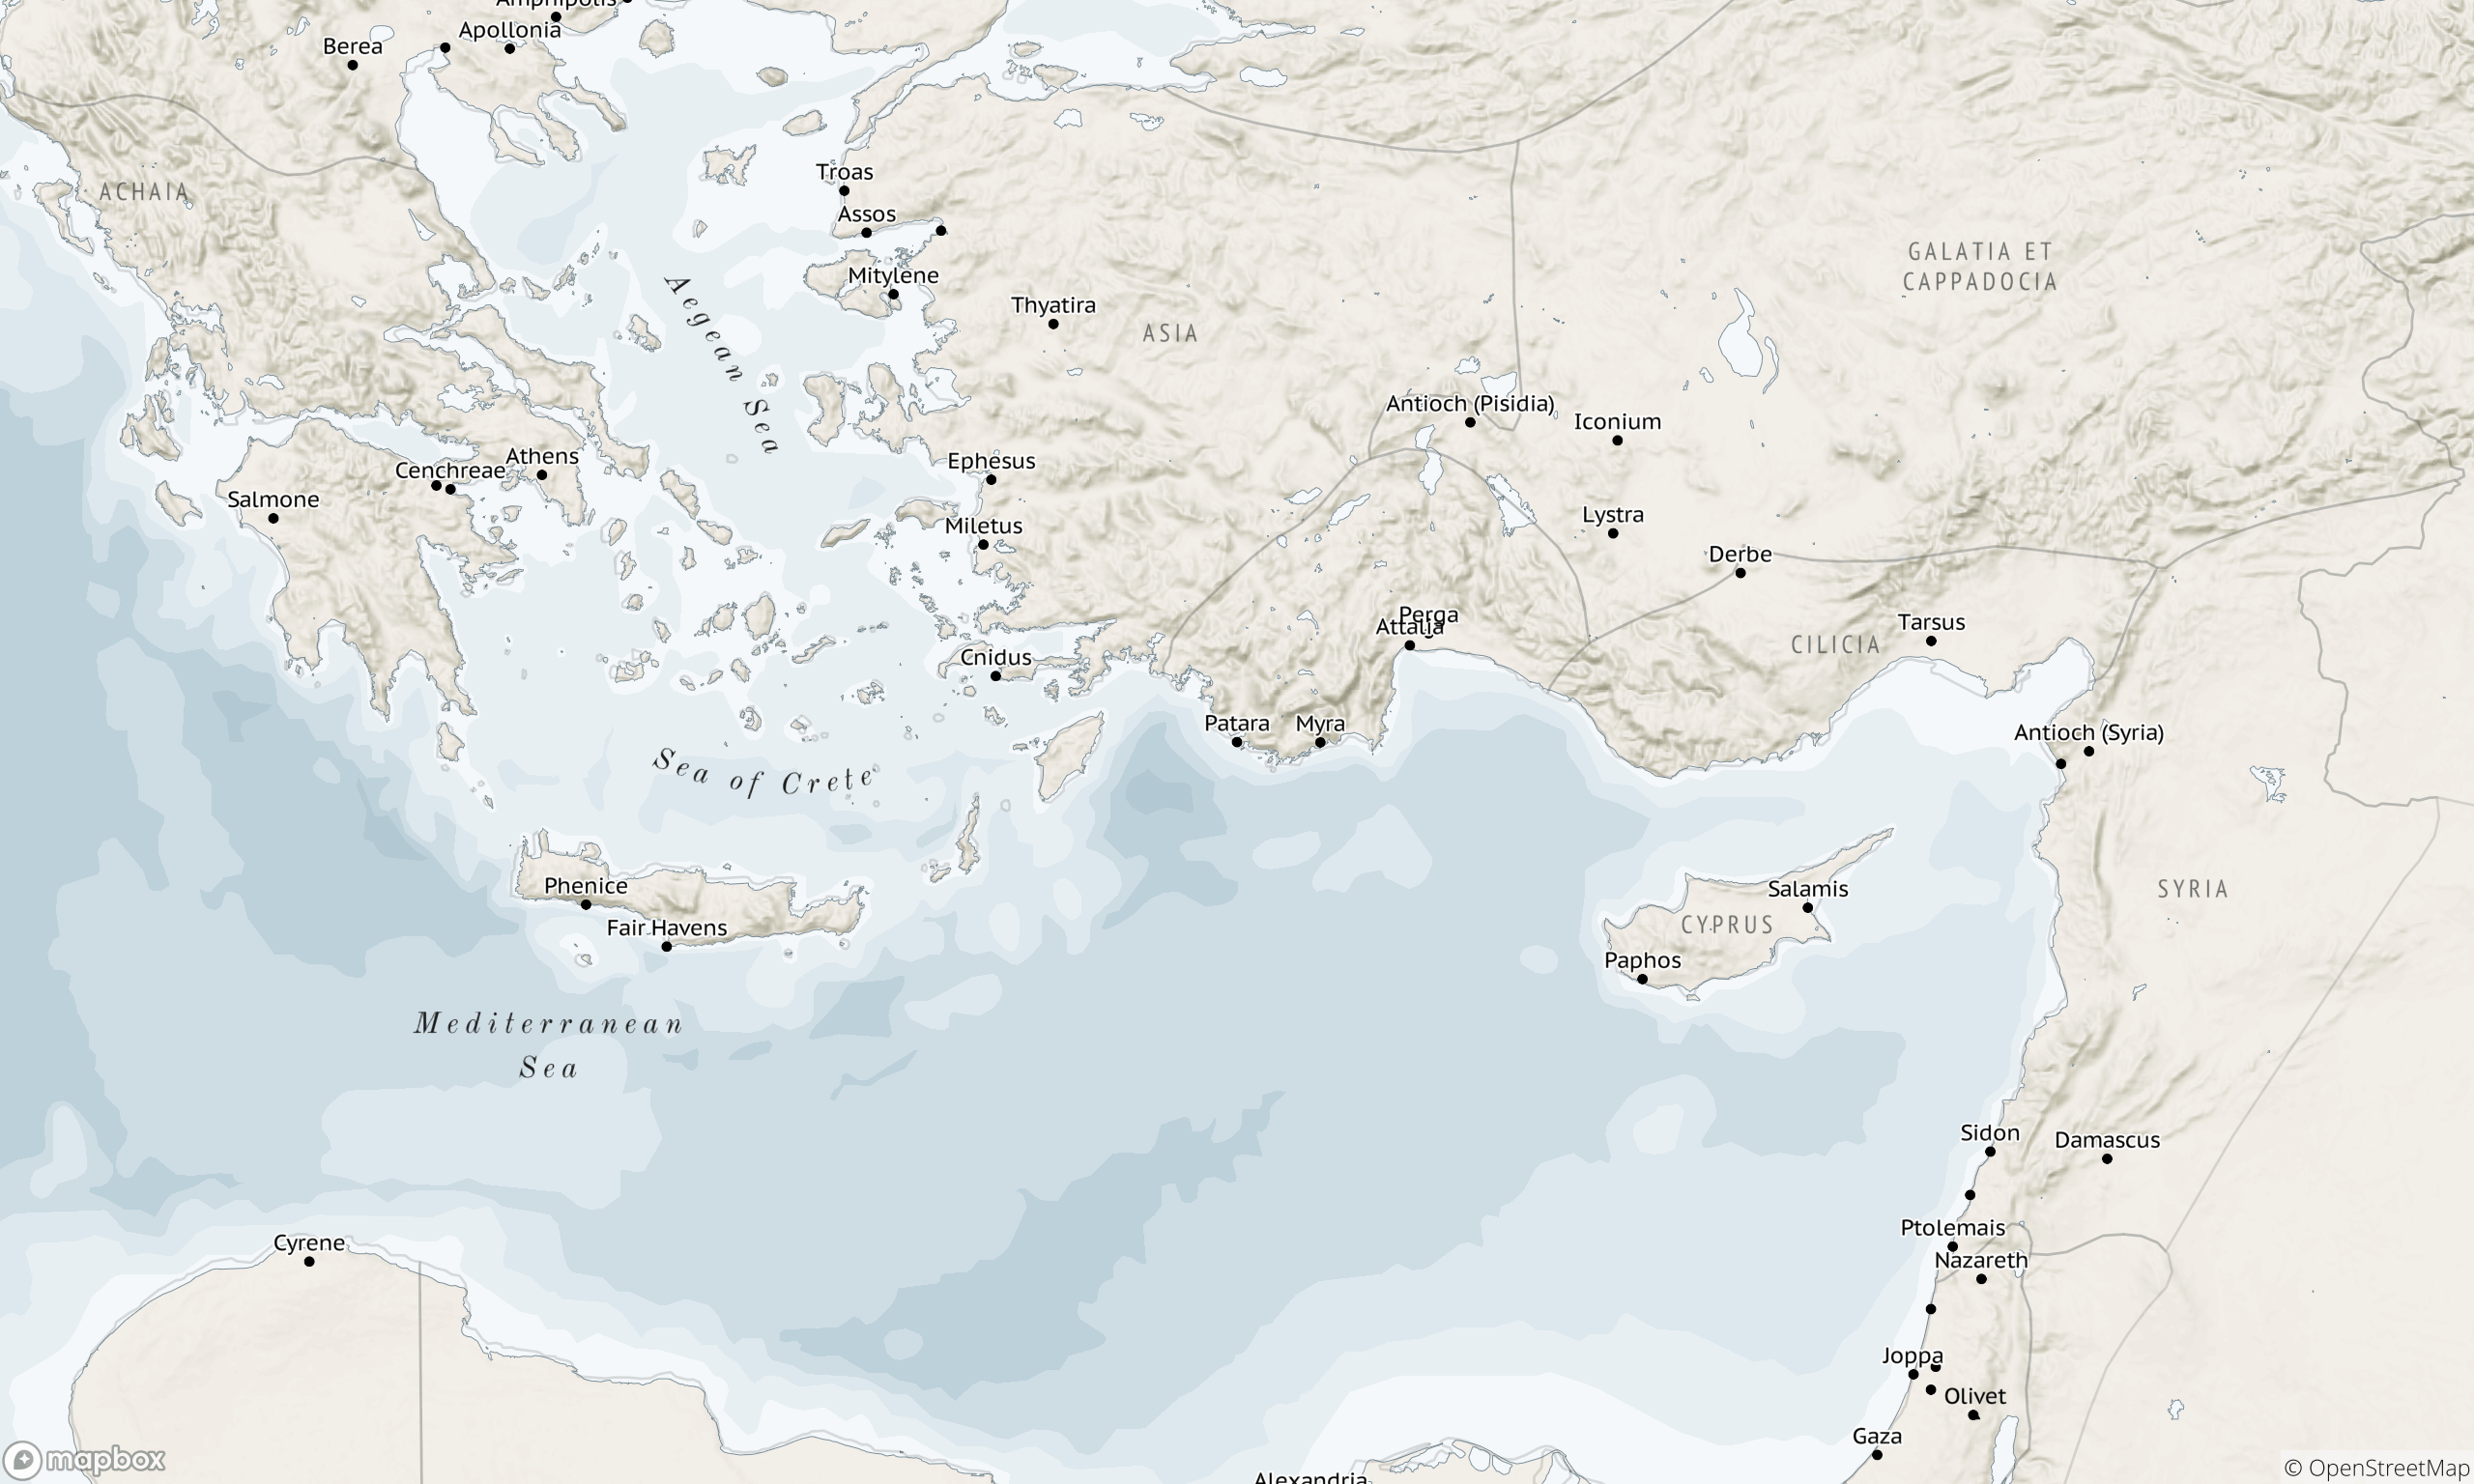 Amphipolis
Apollonia
Berea
Troas
ACHAIA
Assos
GALATIA ET
CAPPADOCIA
Mitylene
Aegean Sea
Thyatira
ASIA
Antioch (Pisidia)
Iconium
Athens
Cenchreae
Ephesus
Salmone
Lystra
Miletus
Derbe
Perga
Attalia
Tarsus
CILICIA
Cnidus
Patara
Myra
Antioch (Syria)
Sea of Crete
Phenice
Salamis
SYRIA
CYPRUS
Fair Havens
Paphos
Mediterranean
Sea
Sidon
Damascus
Ptolemais
Cyrene
Nazareth
Joppa
Olivet
Gaza
mapbox
© OpenStreetMap
Alexandria